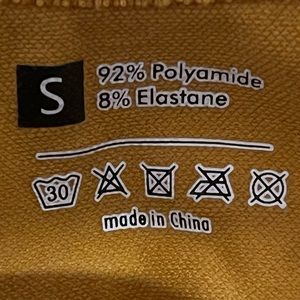 S
92% Polyamide
8% Elastane
30
made in China